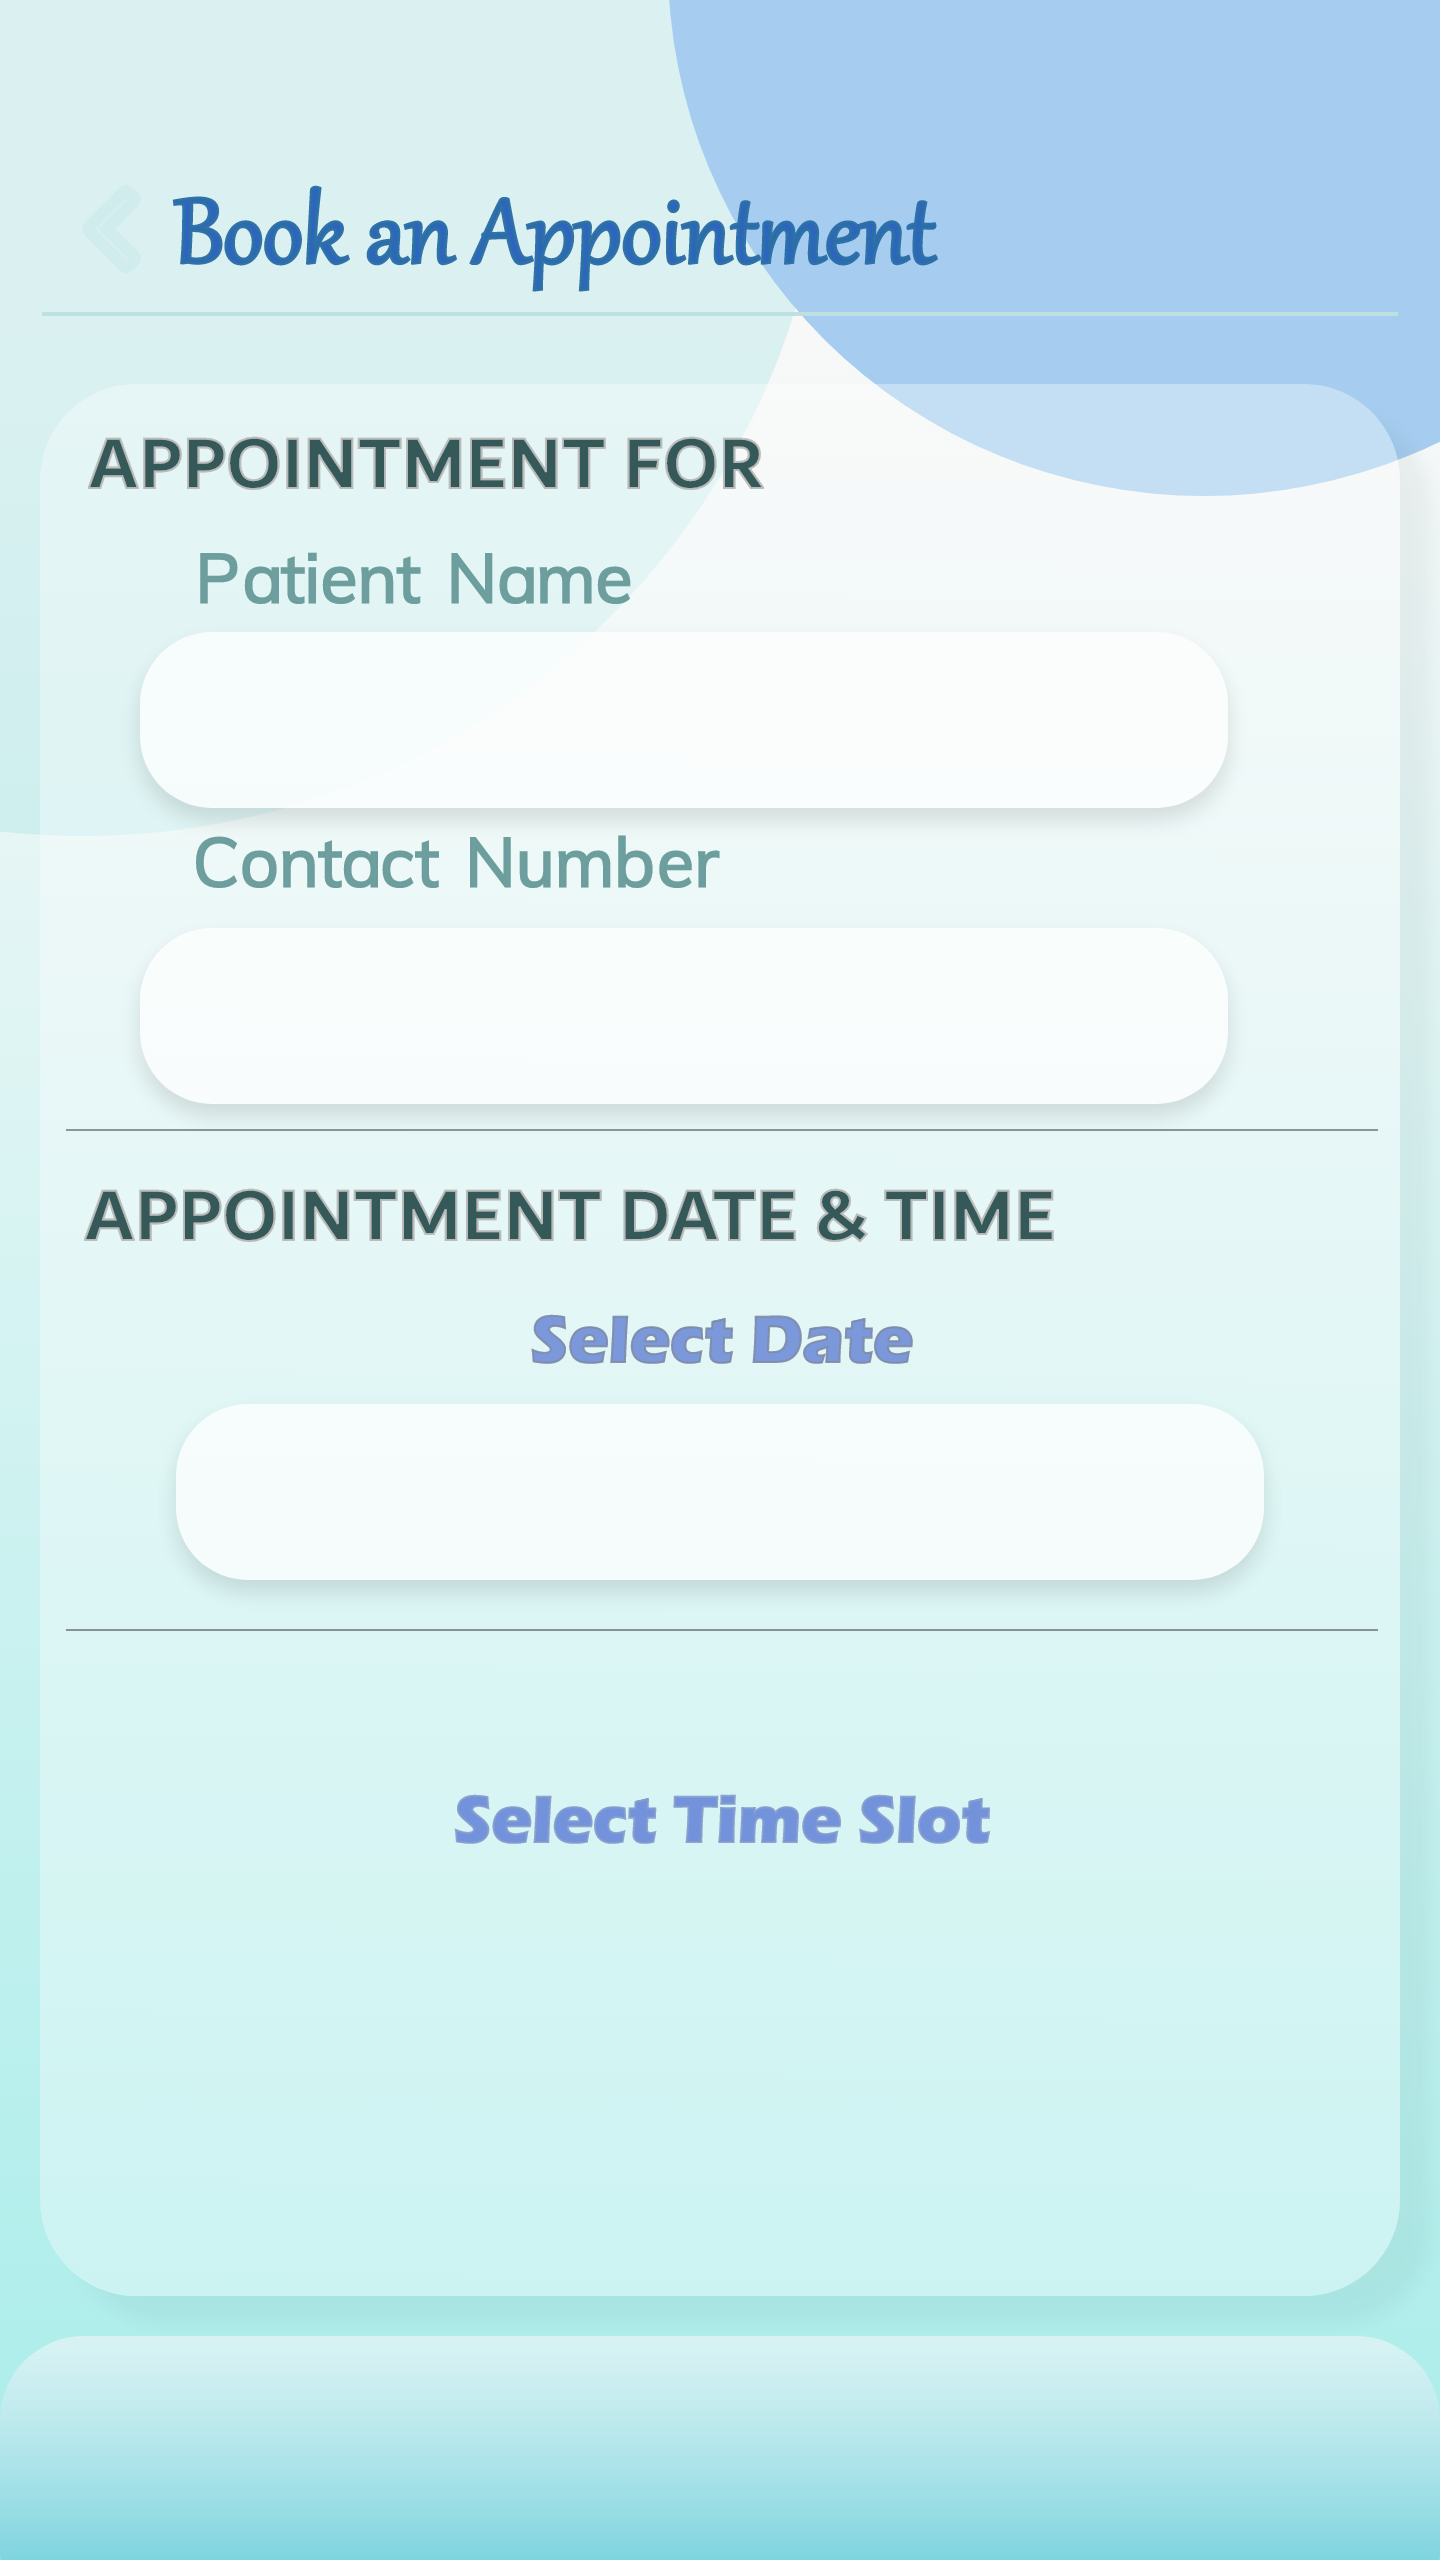 Book an Appointment
APPOINTMENT FOR
Patient Name
Contact Number
APPOINTMENT DATE & TIME
Select Date
Select Time Slot